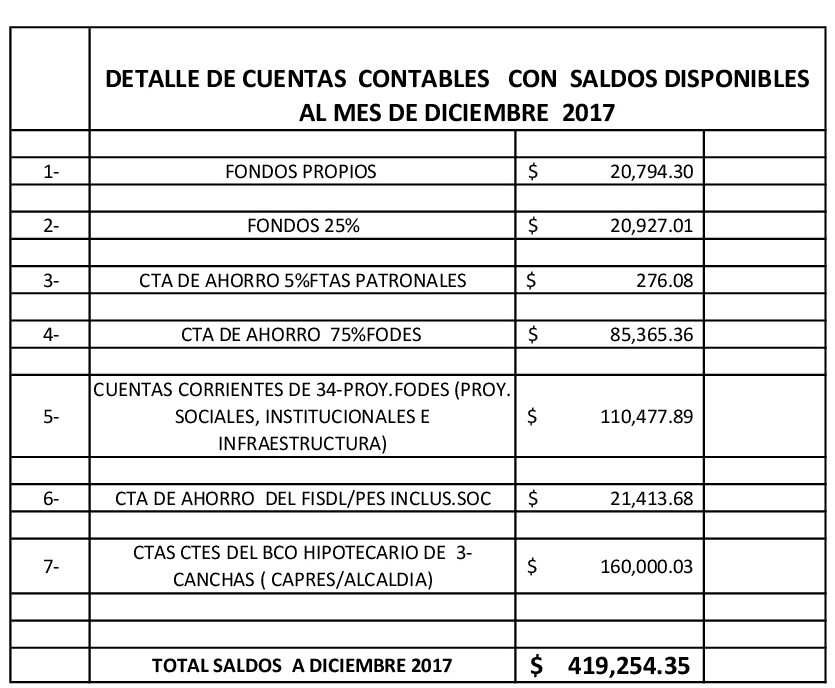 DETALLE DE CUENTAS CONTABLES CON SALDOS DISPONIBLES
AL MES DE DICIEMBRE 2017
1- FONDOS PROPIOS $ 20,794.30
2- FONDOS 25% $ 20,927.01
3- CTA DE AHORRO 5%FTAS PATRONALES $ 276.08
4- CTA DE AHORRO 75%FODES $ 85,365.36
CUENTAS CORRIENTES DE 34-PROY.FODES (PROY.
5- SOCIALES, INSTITUCIONALES E $ 110,477.89
INFRAESTRUCTURA)
6- CTA DE AHORRO DEL FISDL/PES INCLUS.SOC $ 21,413.68
7- CTAS CTES DEL BCO HIPOTECARIO DE 3- $ 160,000.03
CANCHAS ( CAPRES/ALCALDIA)
TOTAL SALDOS A DICIEMBRE 2017 $ 419,254.35